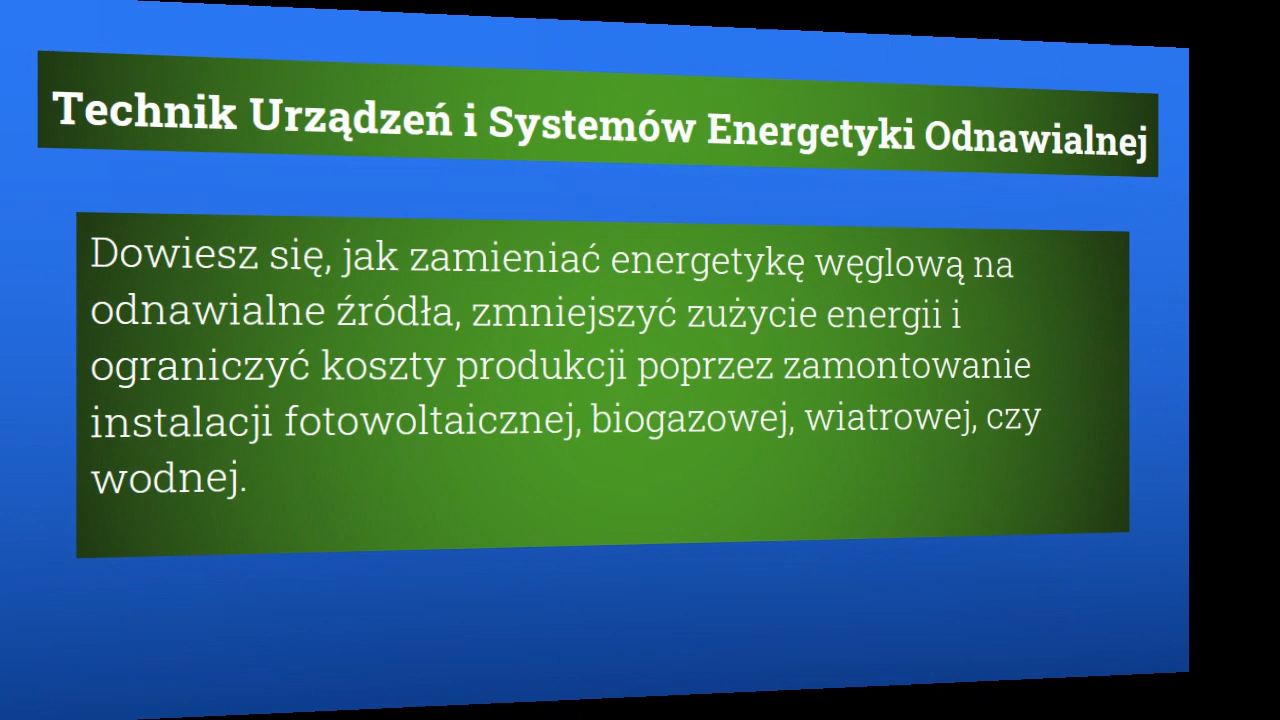 Technik Urządzeń i Systemów Energetyki Odnawialnej
Dowiesz się, jak zamieniać energetykę węglową na
odnawialne źródła, zmniejszyć zużycie energii i
ograniczyć koszty produkcji poprzez zamontowanie
instalacji fotowoltaicznej, biogazowej, wiatrowej, czy
wodnej.